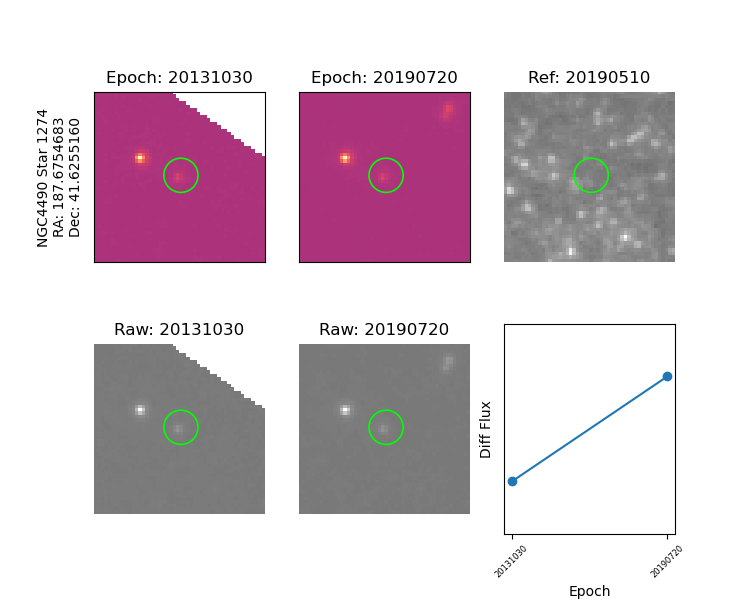 NGC4490 Star 1274
RA: 187.6754683
Dec: 41.6255160
Epoch: 20131030
Epoch: 20190720
Ref: 20190510
Raw: 20131030
Raw: 20190720
Diff Flux
20131030
20190720
Epoch